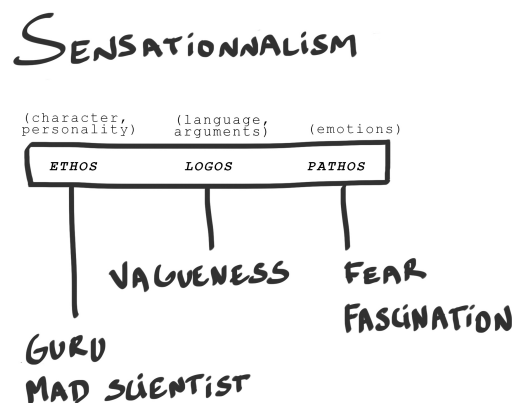 SENSATIONNALISM
(character, personality)
(language, arguments)
(emotions)
ETHOS LOGOS PATHOS
VAGUENESS
FEAR
FASCINATION
GURU
MAD SCIENTIST